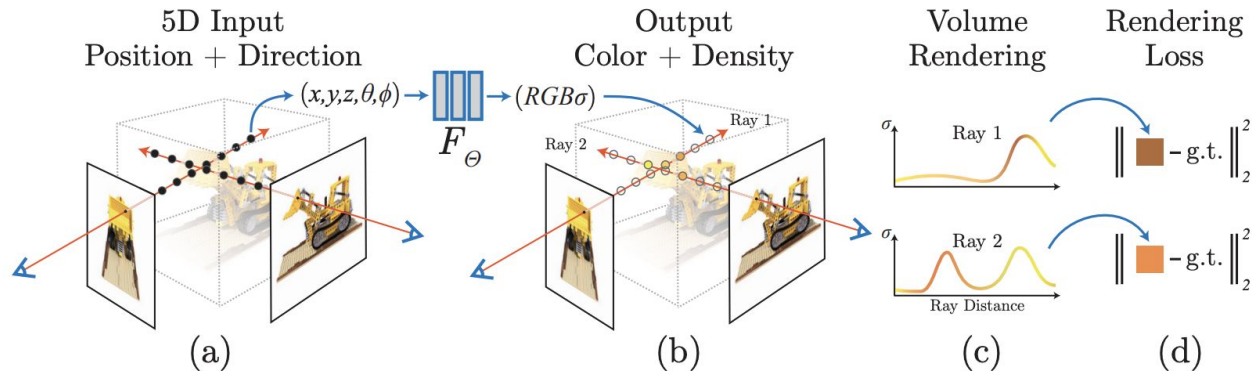 5D Input
Position + Direction
Output
Color + Density
Volume
Rendering
Rendering
Loss
(x,y,z,θ,ϕ)
F_Θ
(RGBσ)
Ray 1
Ray 2
σ
Ray 1
σ
Ray 2
Ray Distance
‖ – g.t. ‖₂²
‖ – g.t. ‖₂²
(a)
(b)
(c)
(d)